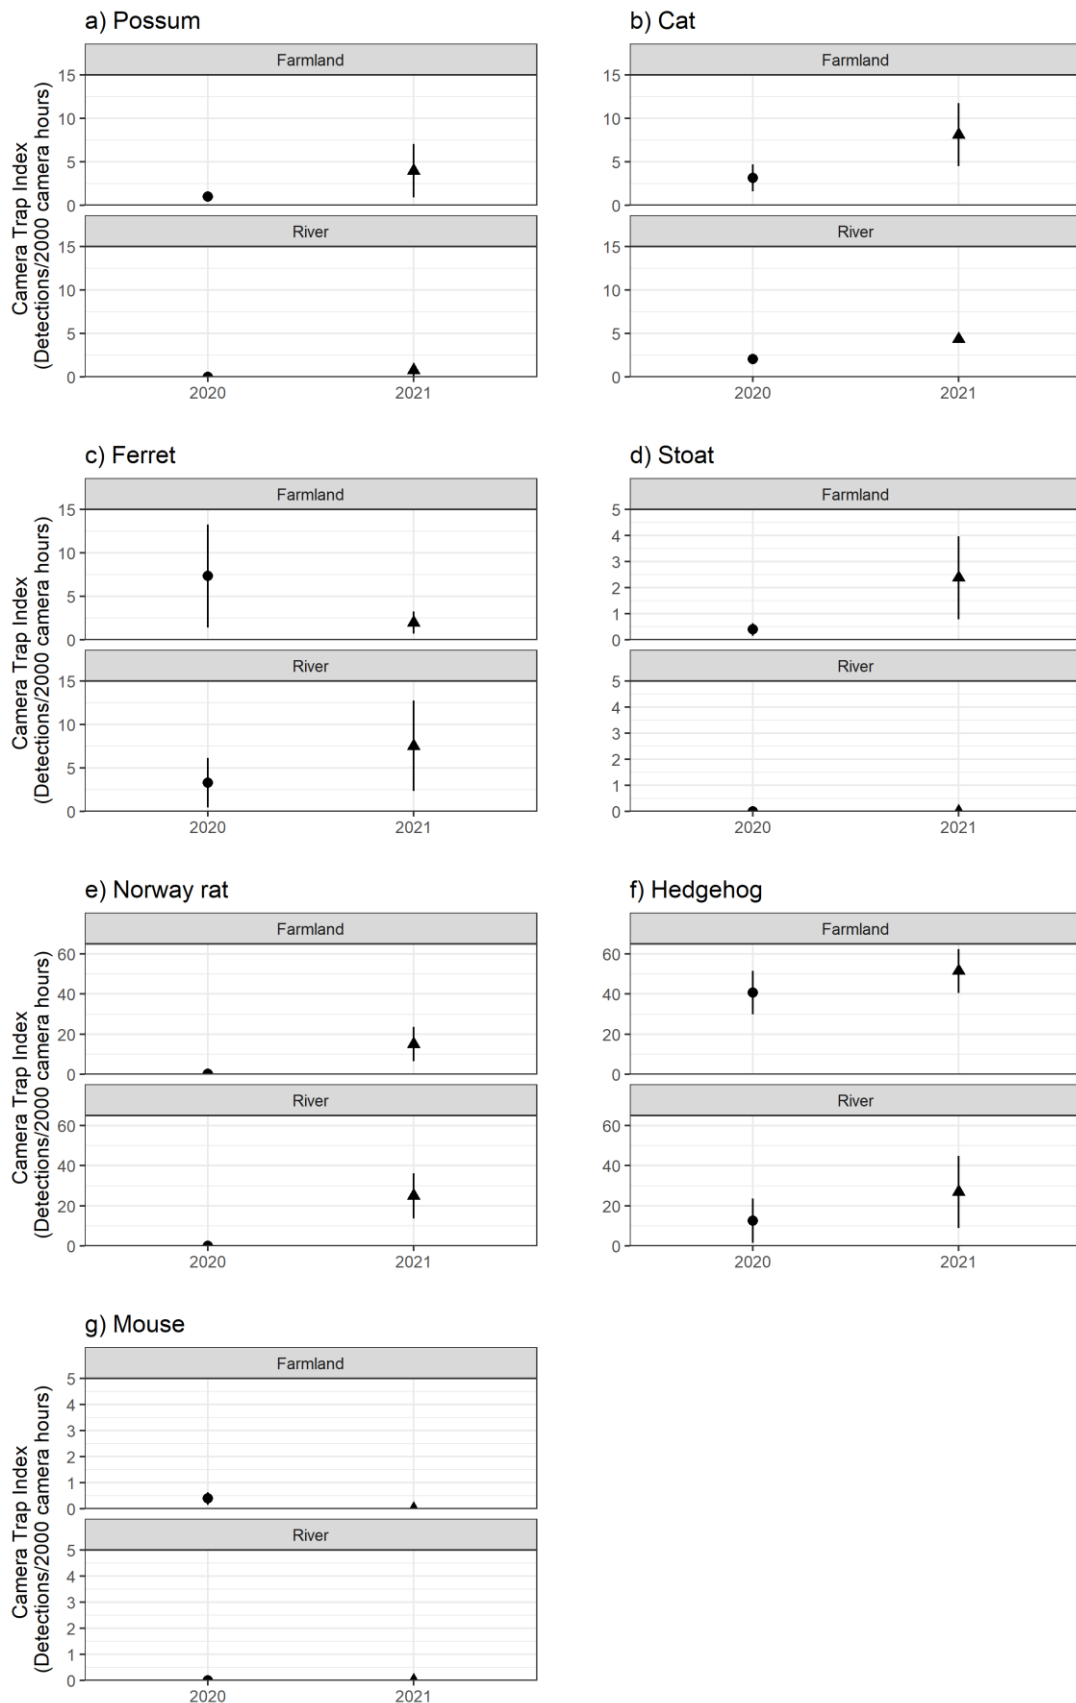 a) Possum
Farmland
15
10
5
0
River
15
10
5
0
2020 2021
Camera Trap Index
(Detections/2000 camera hours)
b) Cat
Farmland
15
10
5
0
River
15
10
5
0
2020 2021
c) Ferret
Farmland
15
10
5
0
River
15
10
5
0
2020 2021
Camera Trap Index
(Detections/2000 camera hours)
d) Stoat
Farmland
5
4
3
2
1
0
River
5
4
3
2
1
0
2020 2021
e) Norway rat
Farmland
60
40
20
0
River
60
40
20
0
2020 2021
Camera Trap Index
(Detections/2000 camera hours)
f) Hedgehog
Farmland
60
40
20
0
River
60
40
20
0
2020 2021
g) Mouse
Farmland
5
4
3
2
1
0
River
5
4
3
2
1
0
2020 2021
Camera Trap Index
(Detections/2000 camera hours)